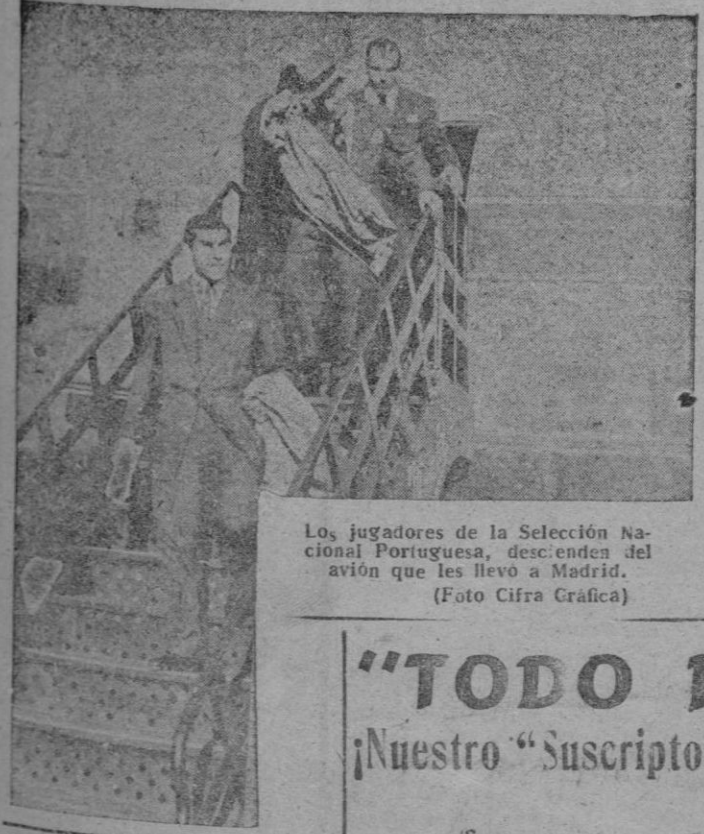 Los jugadores de la Selección Na-
cional Portuguesa, descienden del
avión que les llevó a Madrid.
(Foto Cifra Gráfica)
"TODO
¡Nuestro "Suscripto